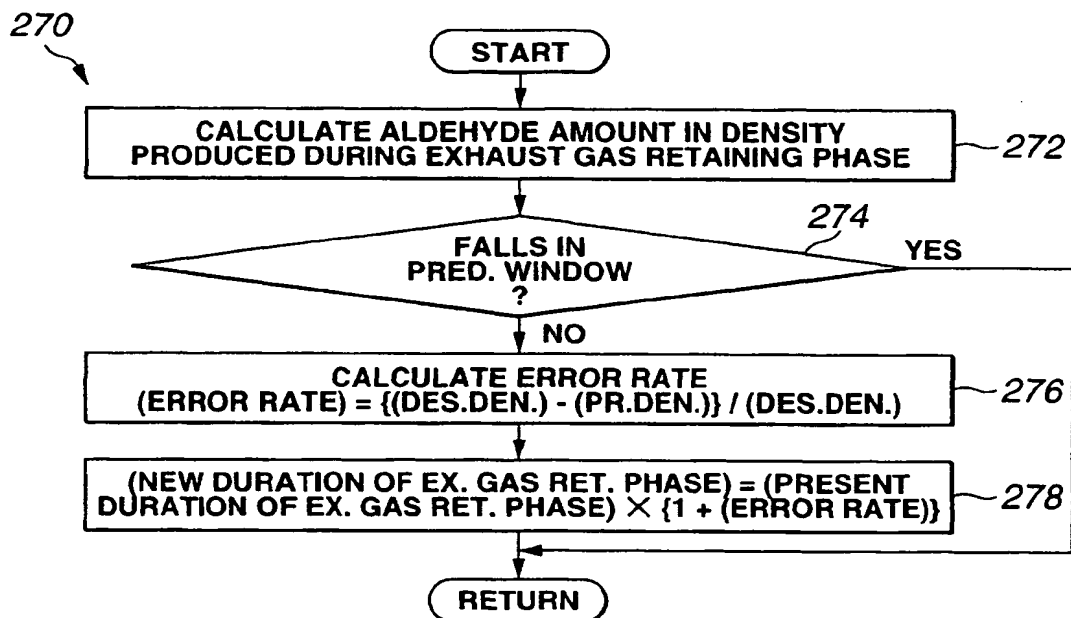 270
START
CALCULATE ALDEHYDE AMOUNT IN DENSITY
PRODUCED DURING EXHAUST GAS RETAINING PHASE
272
274
FALLS IN
PRED. WINDOW
?
YES
NO
CALCULATE ERROR RATE
(ERROR RATE) = {(DES.DEN.) - (PR.DEN.)} / (DES.DEN.)
276
(NEW DURATION OF EX. GAS RET. PHASE) = (PRESENT
DURATION OF EX. GAS RET. PHASE) × {1 + (ERROR RATE)}
278
RETURN